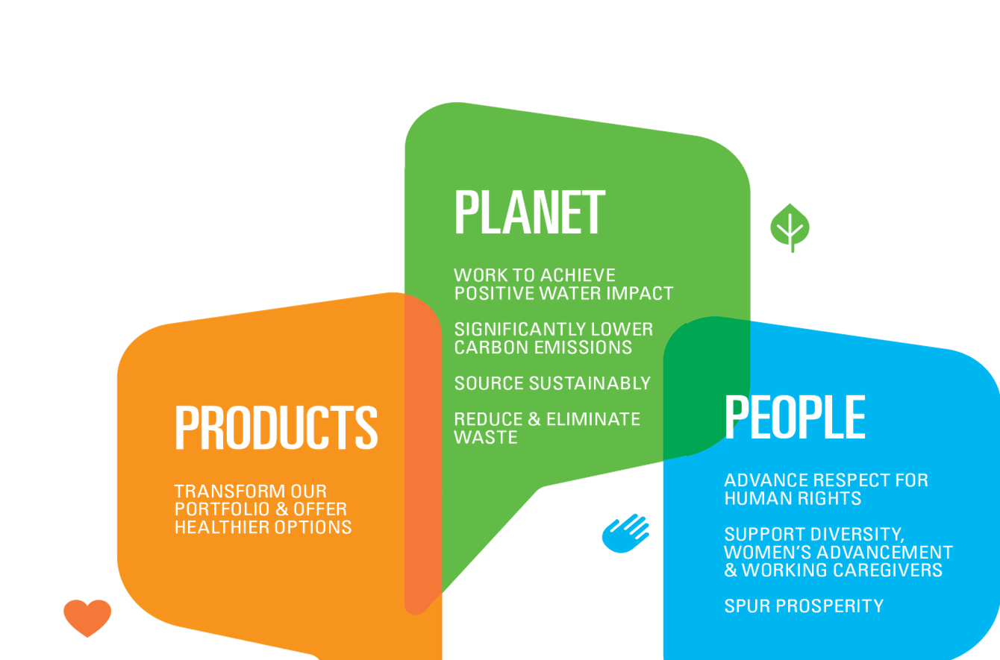 PLANET
WORK TO ACHIEVE
POSITIVE WATER IMPACT
SIGNIFICANTLY LOWER
CARBON EMISSIONS
SOURCE SUSTAINABLY
REDUCE & ELIMINATE
WASTE
PRODUCTS
TRANSFORM OUR
PORTFOLIO & OFFER
HEALTHIER OPTIONS
PEOPLE
ADVANCE RESPECT FOR
HUMAN RIGHTS
SUPPORT DIVERSITY,
WOMEN’S ADVANCEMENT
& WORKING CAREGIVERS
SPUR PROSPERITY